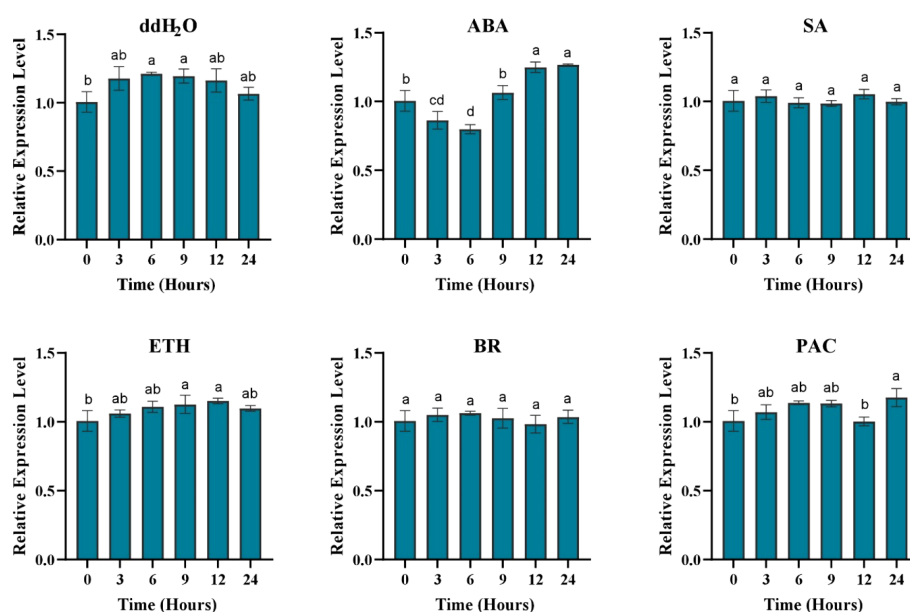 ddH₂O
Relative Expression Level
1.5
1.0
0.5
0.0
b ab a a ab ab
0 3 6 9 12 24
Time (Hours)
ABA
Relative Expression Level
1.5
1.0
0.5
0.0
b cd d b a a
0 3 6 9 12 24
Time (Hours)
SA
Relative Expression Level
1.5
1.0
0.5
0.0
a a a a a a
0 3 6 9 12 24
Time (Hours)
ETH
Relative Expression Level
1.5
1.0
0.5
0.0
b ab ab a a ab
0 3 6 9 12 24
Time (Hours)
BR
Relative Expression Level
1.5
1.0
0.5
0.0
a a a a a a
0 3 6 9 12 24
Time (Hours)
PAC
Relative Expression Level
1.5
1.0
0.5
0.0
b ab ab ab b a
0 3 6 9 12 24
Time (Hours)